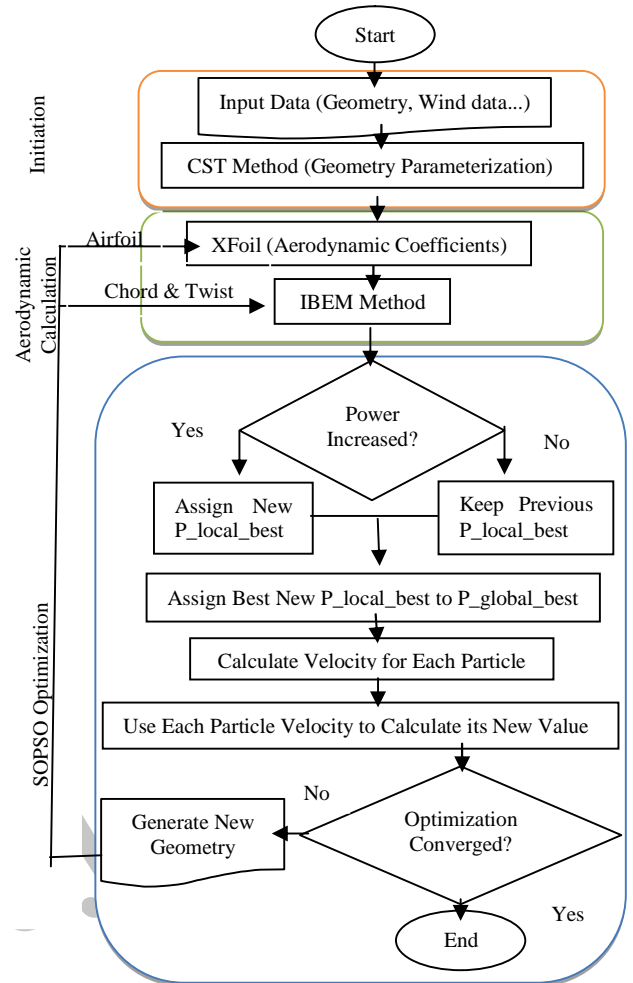 Start
Initiation
Input Data (Geometry, Wind data...)
CST Method (Geometry Parameterization)
Aerodynamic
Calculation
Airfoil
XFoil (Aerodynamic Coefficients)
Chord & Twist
IBEM Method
SOPSO Optimization
Power
Increased?
Yes
No
Assign New
P_local_best
Keep Previous
P_local_best
Assign Best New P_local_best to P_global_best
Calculate Velocity for Each Particle
Use Each Particle Velocity to Calculate its New Value
No
Generate New
Geometry
Optimization
Converged?
Yes
End